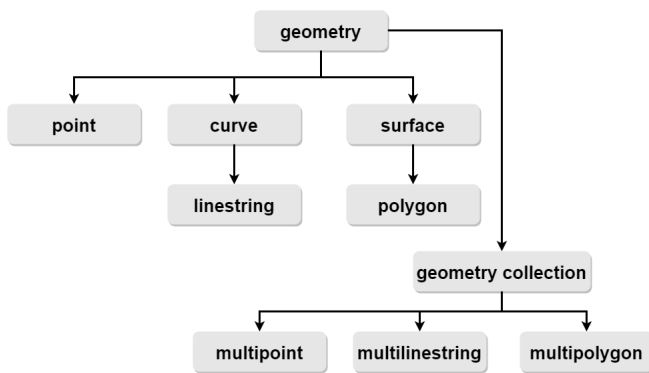 geometry
point
curve
surface
linestring
polygon
geometry collection
multipoint
multilinestring
multipolygon